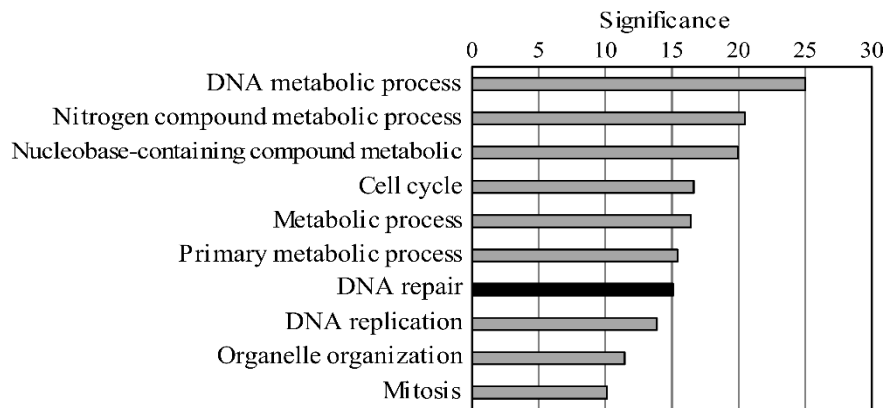 Significance
0 5 10 15 20 25 30
DNA metabolic process
Nitrogen compound metabolic process
Nucleobase-containing compound metabolic
Cell cycle
Metabolic process
Primary metabolic process
DNA repair
DNA replication
Organelle organization
Mitosis